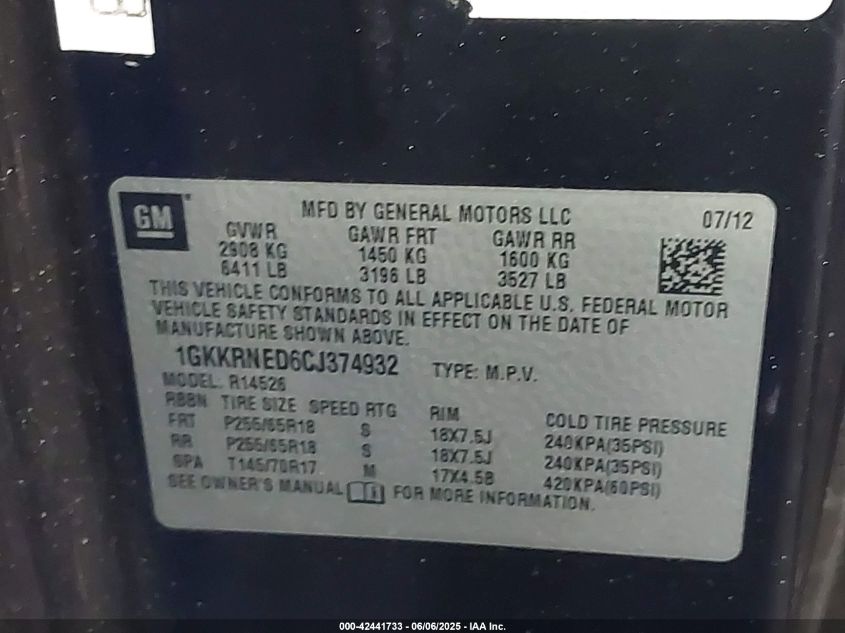 GM
MFD BY GENERAL MOTORS LLC 07/12
GVWR GAWR FRT GAWR RR
2908 KG 1450 KG 1600 KG
6411 LB 3196 LB 3527 LB
THIS VEHICLE CONFORMS TO ALL APPLICABLE U.S. FEDERAL MOTOR
VEHICLE SAFETY STANDARDS IN EFFECT ON THE DATE OF
MANUFACTURE SHOWN ABOVE.
1GKKRNED6CJ374932 TYPE: M.P.V.
MODEL: R14526
RBBN TIRE SIZE SPEED RTG RIM COLD TIRE PRESSURE
FRT P255/65R18 S 18X7.5J 240KPA(35PSI)
RR P255/65R18 S 18X7.5J 240KPA(35PSI)
SPA T145/70R17 M 17X4.5B 420KPA(60PSI)
SEE OWNER'S MANUAL FOR MORE INFORMATION.
000-42441733 - 06/06/2025 - IAA Inc.